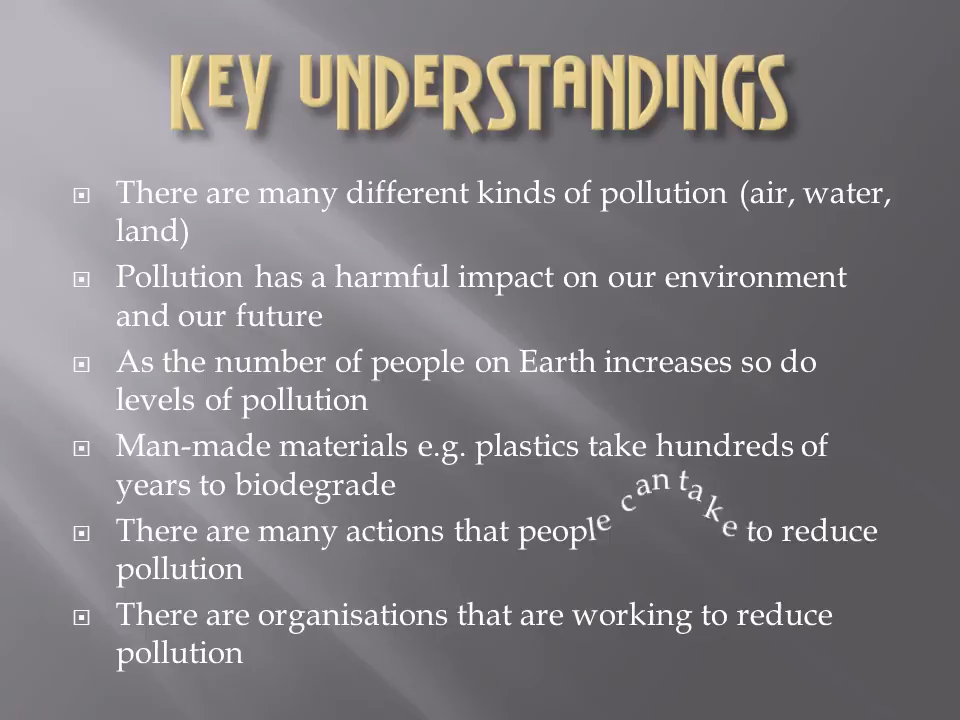 KEY UNDERSTANDINGS
There are many different kinds of pollution (air, water,
land)
Pollution has a harmful impact on our environment
and our future
As the number of people on Earth increases so do
levels of pollution
Man-made materials e.g. plastics take hundreds of
years to biodegrade
There are many actions that people can take to reduce
pollution
There are organisations that are working to reduce
pollution